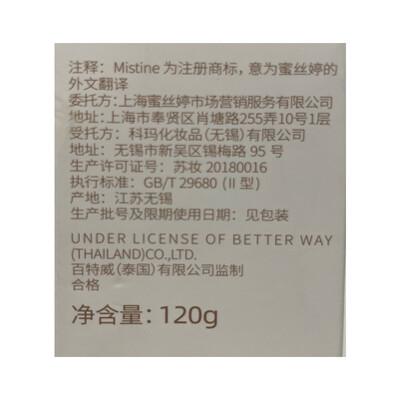 注释：Mistine 为注册商标，意为蜜丝婷的
外文翻译
委托方：上海蜜丝婷市场营销服务有限公司
地址：上海市奉贤区肖塘路255弄10号1层
受托方：科玛化妆品（无锡）有限公司
地址：无锡市新吴区锡梅路 95 号
生产许可证号：苏妆 20180016
执行标准：GB/T 29680 (II 型)
产地：江苏无锡
生产批号及限期使用日期：见包装
UNDER LICENSE OF BETTER WAY
(THAILAND)CO.,LTD.
百特威（泰国）有限公司监制
合格
净含量：120g